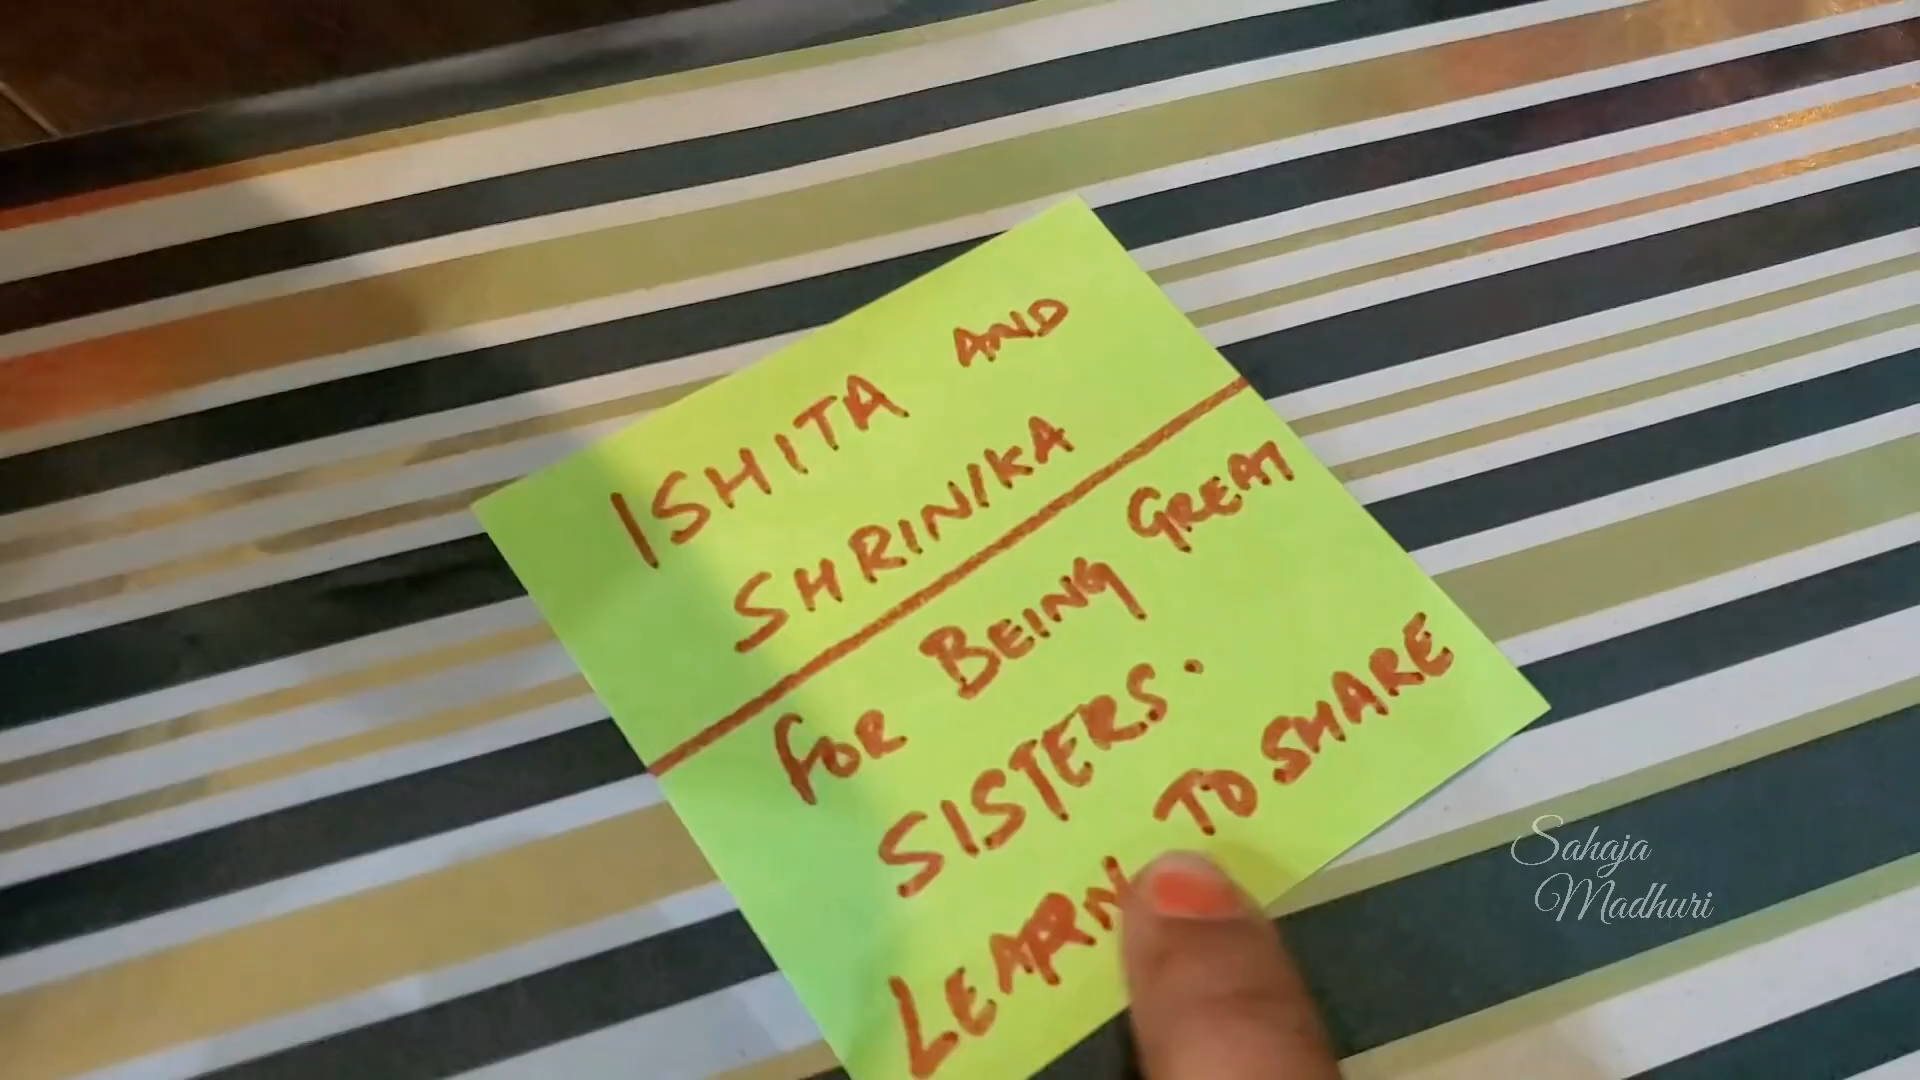 ISHITA AND
SHRINIKA
FOR BEING GREAT
SISTERS.
LEARN TO SHARE
Sahaja
Madhuri